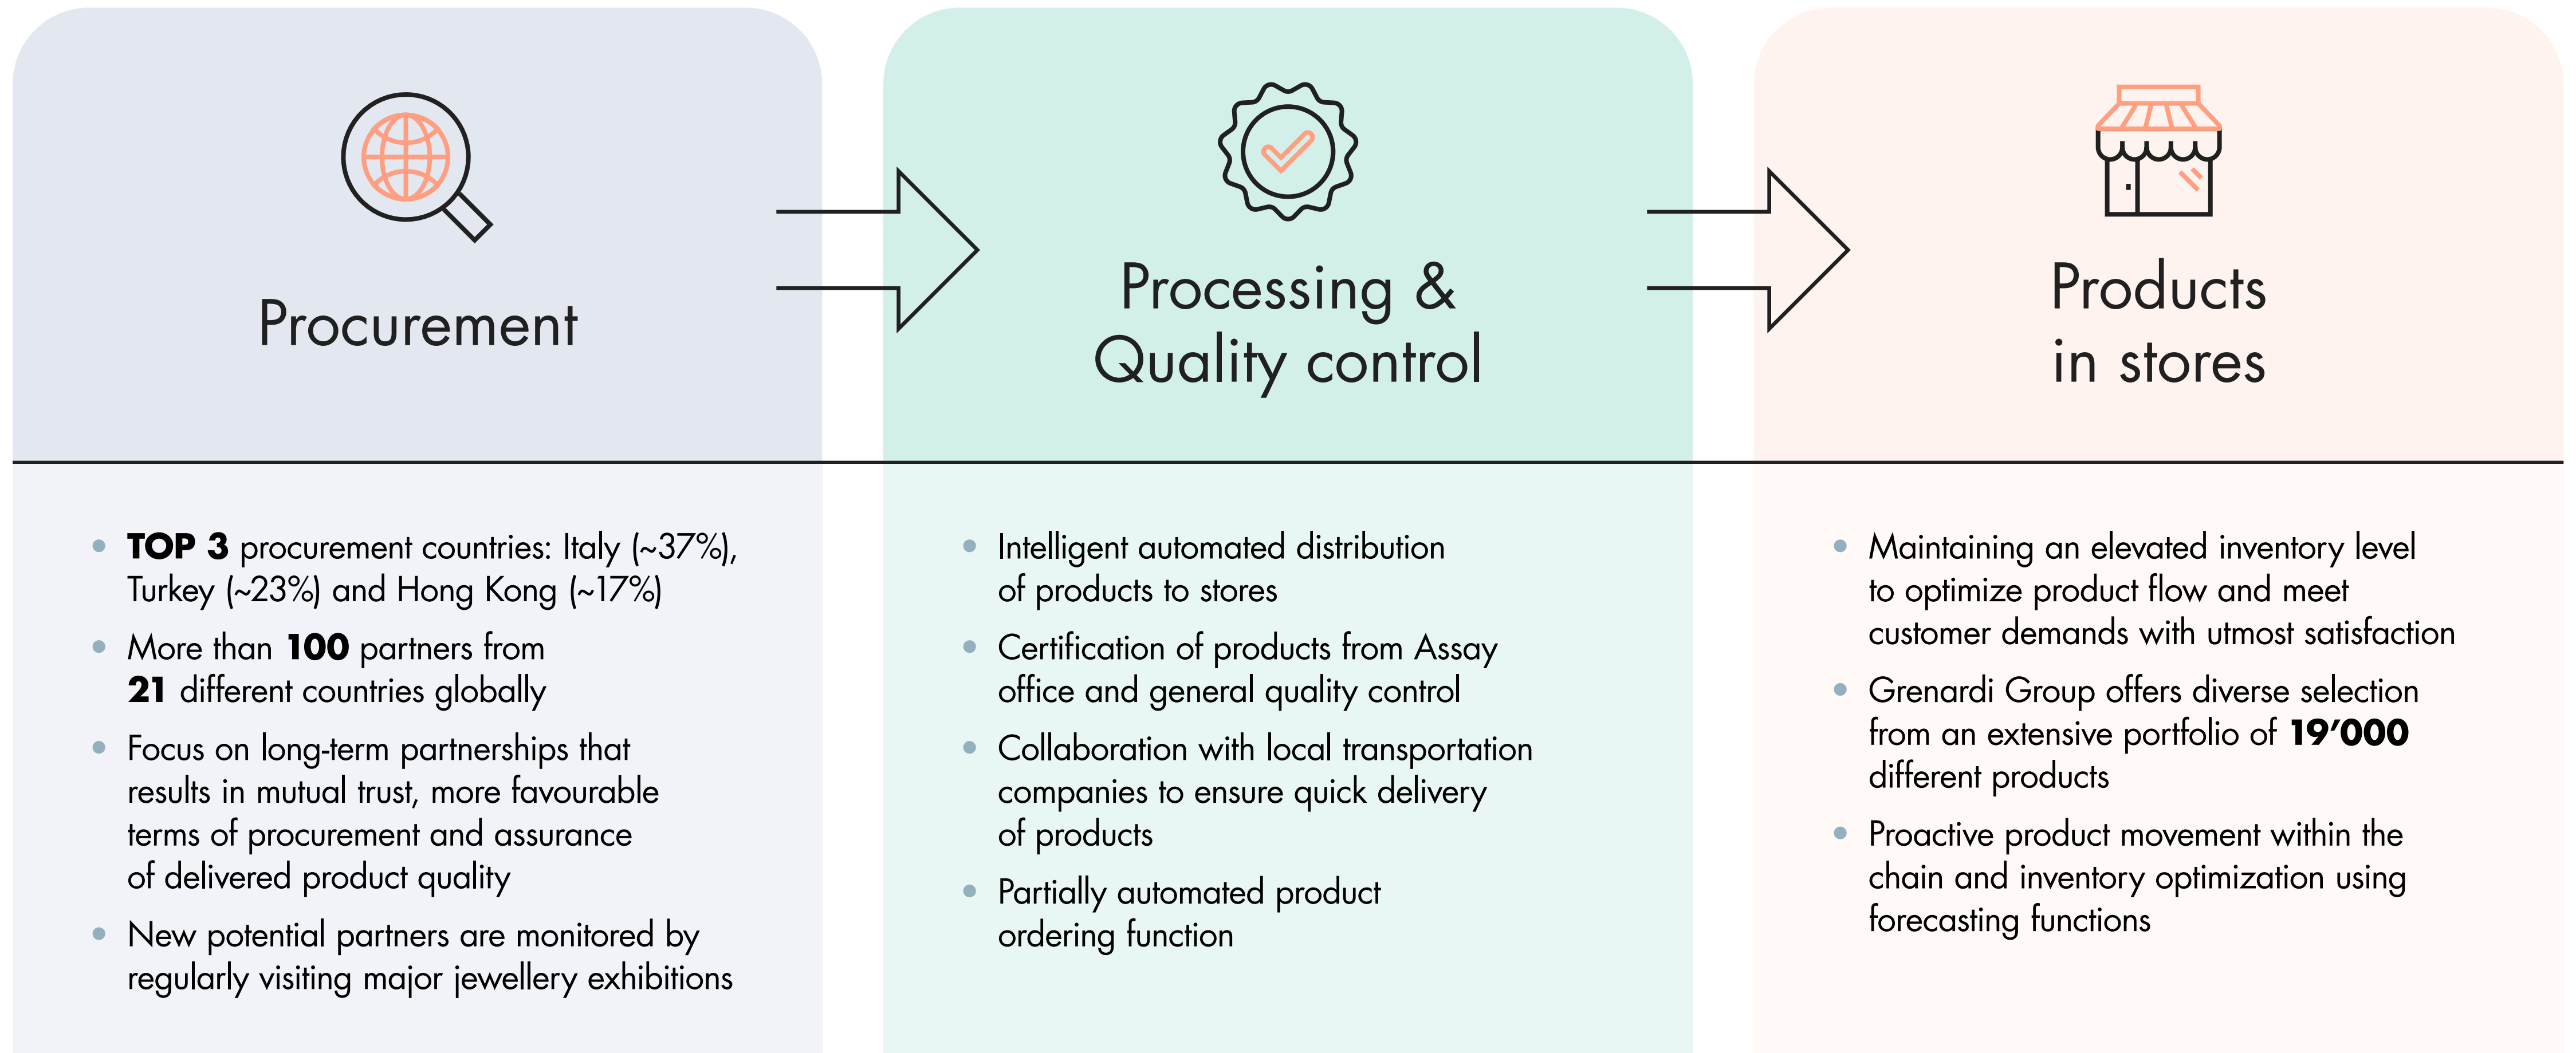 Procurement
• TOP 3 procurement countries: Italy (~37%),
Turkey (~23%) and Hong Kong (~17%)
• More than 100 partners from
21 different countries globally
• Focus on long-term partnerships that
results in mutual trust, more favourable
terms of procurement and assurance
of delivered product quality
• New potential partners are monitored by
regularly visiting major jewellery exhibitions
Processing &
Quality control
• Intelligent automated distribution
of products to stores
• Certification of products from Assay
office and general quality control
• Collaboration with local transportation
companies to ensure quick delivery
of products
• Partially automated product
ordering function
Products
in stores
• Maintaining an elevated inventory level
to optimize product flow and meet
customer demands with utmost satisfaction
• Grenardi Group offers diverse selection
from an extensive portfolio of 19’000
different products
• Proactive product movement within the
chain and inventory optimization using
forecasting functions